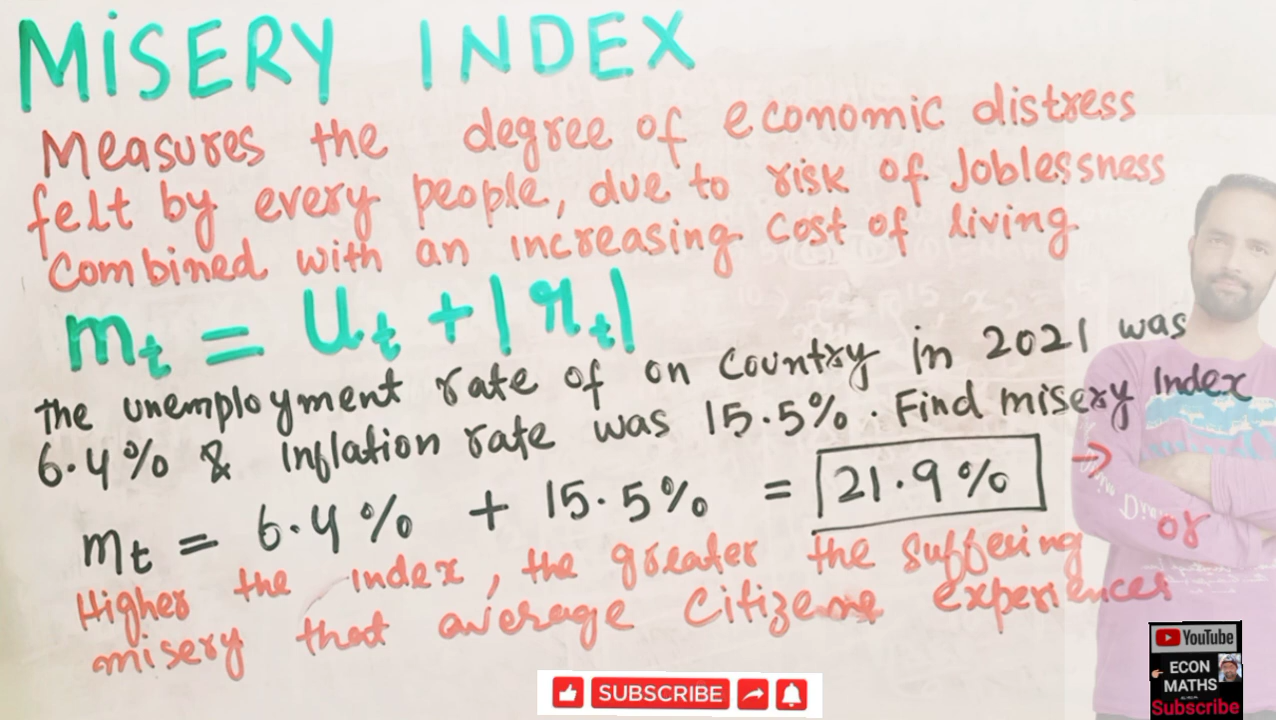 MiSERY INDEX
Measures the degree of economic distress
felt by every people, due to risk of Joblessness
Combined with an increasing cost of living
mt = Ut + | πt |
the unemployment rate of on Country in 2021 was
6.4% & Inflation rate was 15.5%. Find misery Index
mt = 6.4% + 15.5% = 21.9% →
Higher the index, the greater the suffering or
misery that average Citizens experiences
SUBSCRIBE
YouTube
ECON
MATHS
Subscribe